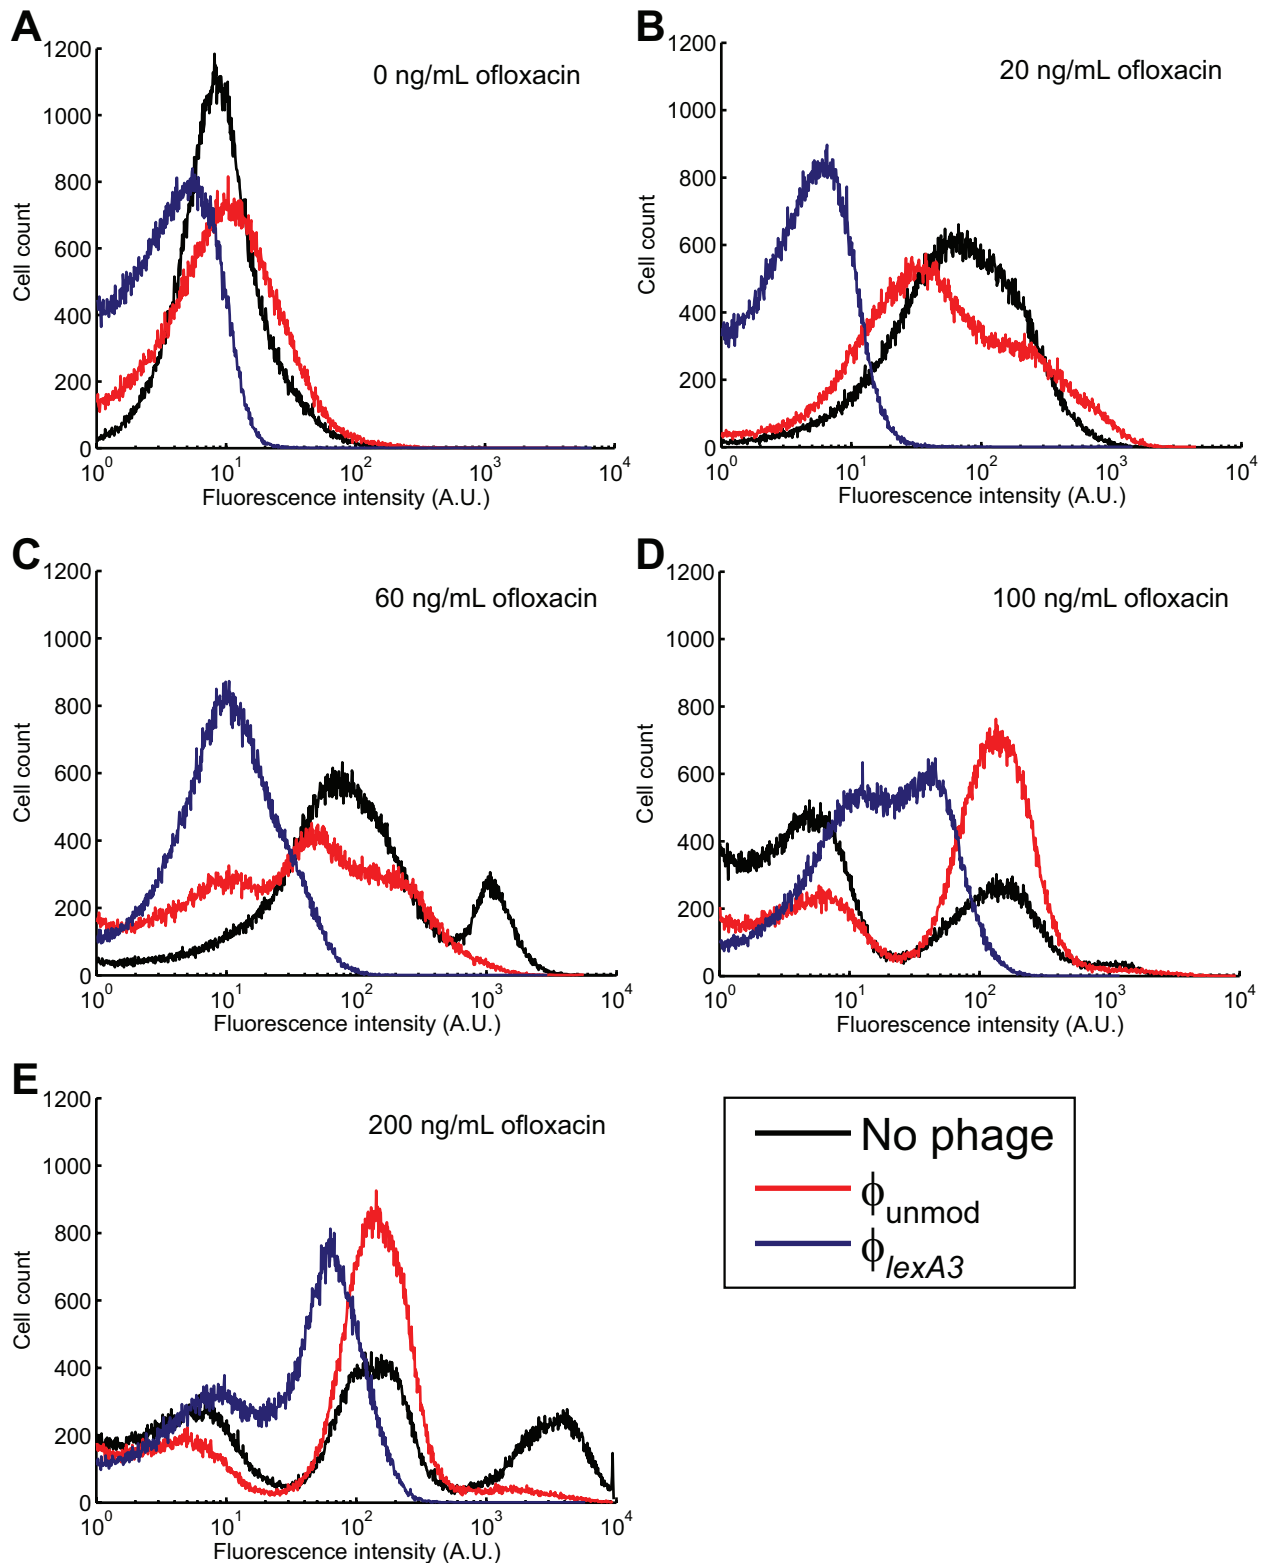 A
0 ng/mL ofloxacin
1200
1000
800
600
400
200
0
Cell count
10^0 10^1 10^2 10^3 10^4
Fluorescence intensity (A.U.)
B
20 ng/mL ofloxacin
1200
1000
800
600
400
200
0
Cell count
10^0 10^1 10^2 10^3 10^4
Fluorescence intensity (A.U.)
C
60 ng/mL ofloxacin
1200
1000
800
600
400
200
0
Cell count
10^0 10^1 10^2 10^3 10^4
Fluorescence intensity (A.U.)
D
100 ng/mL ofloxacin
1200
1000
800
600
400
200
0
Cell count
10^0 10^1 10^2 10^3 10^4
Fluorescence intensity (A.U.)
E
200 ng/mL ofloxacin
1200
1000
800
600
400
200
0
Cell count
10^0 10^1 10^2 10^3 10^4
Fluorescence intensity (A.U.)
No phage
ϕunmod
ϕlexA3